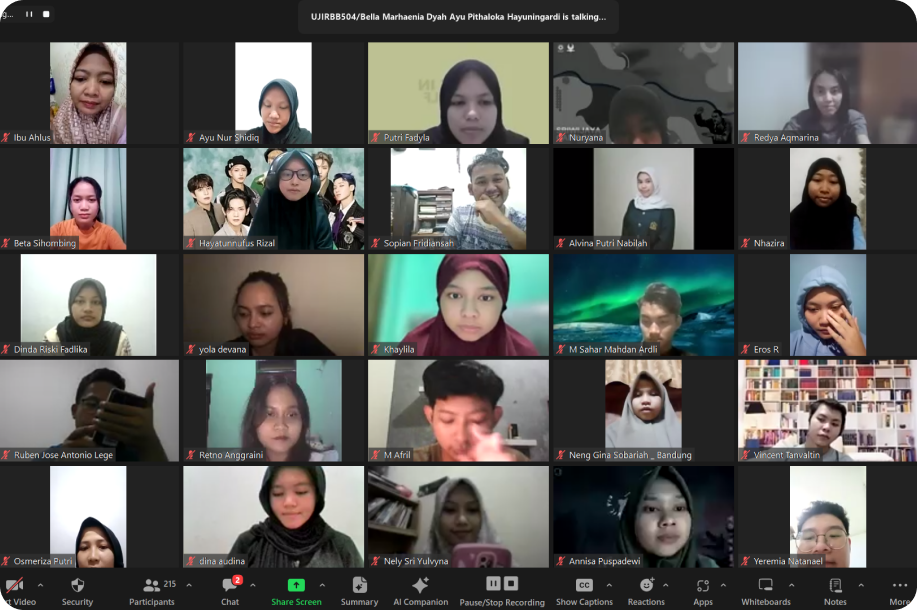 g...
UJIRBB504/Bella Marhaenia Dyah Ayu Pithaloka Hayuningardi is talking...
Ibu Ahlus
Ayu Nur Shidiq
Putri Fadyla
Nuryana
Redya Aqmarina
Beta Sihombing
Hayatunnufus Rizal
Sopian Fridiansah
Alvina Putri Nabilah
Nhazira
Dinda Riski Fadlika
yola devana
Khaylila
M Sahar Mahdan Ardli
Eros R
Ruben Jose Antonio Lege
Retno Anggraini
M Afril
Neng Gina Sobariah _ Bandung
Vincent Tanvaltin
Osmeriza Putri
dina audina
Nely Sri Yulvyna
Annisa Puspadewi
Yeremia Natanael
rt Video
Security
Participants
215
Chat
2
Share Screen
Summary
AI Companion
Pause/Stop Recording
CC
Show Captions
Reactions
Apps
Whiteboards
Notes
More